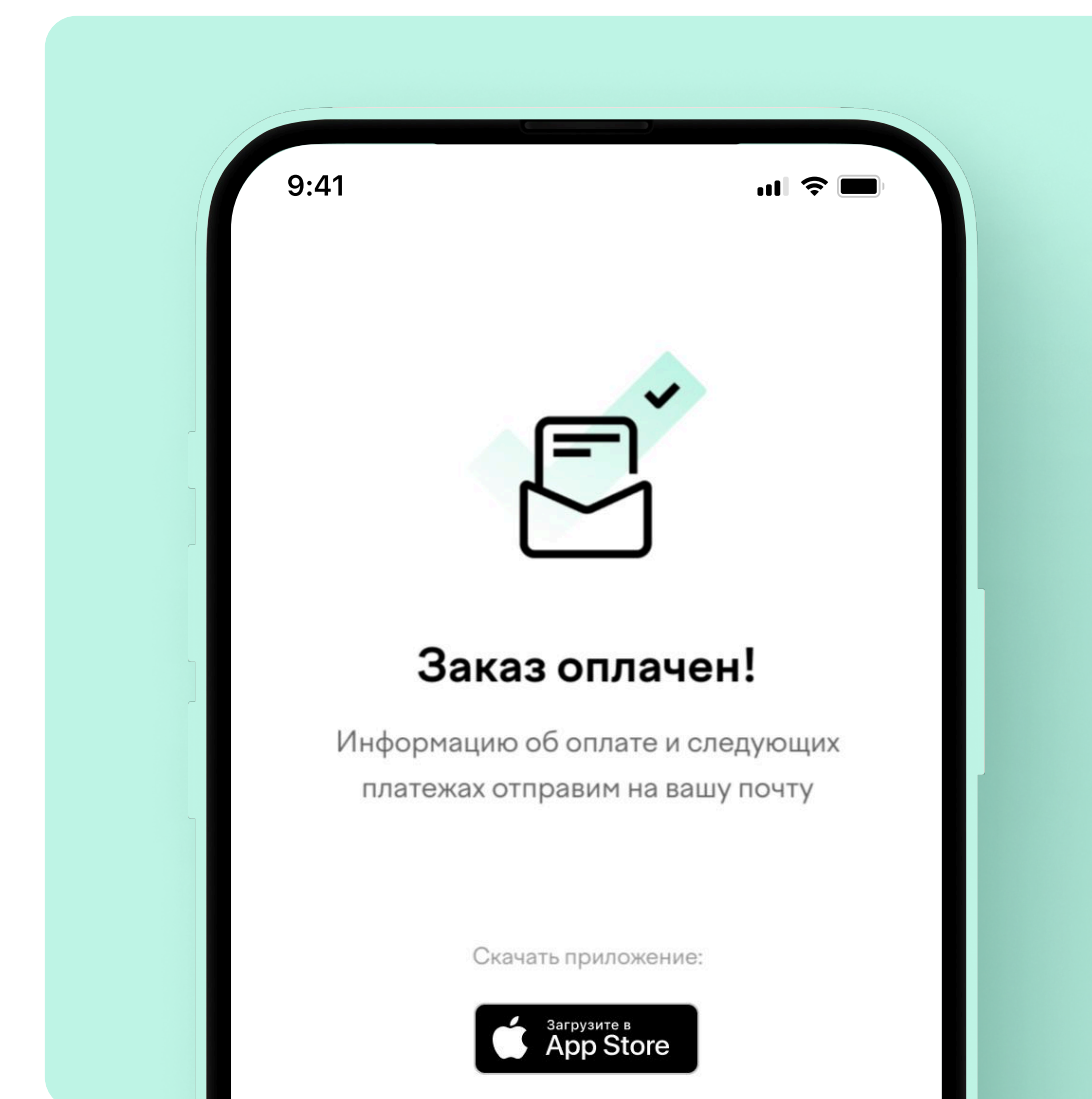 9:41
Заказ оплачен!
Информацию об оплате и следующих
платежах отправим на вашу почту
Скачать приложение:
Загрузите в
App Store